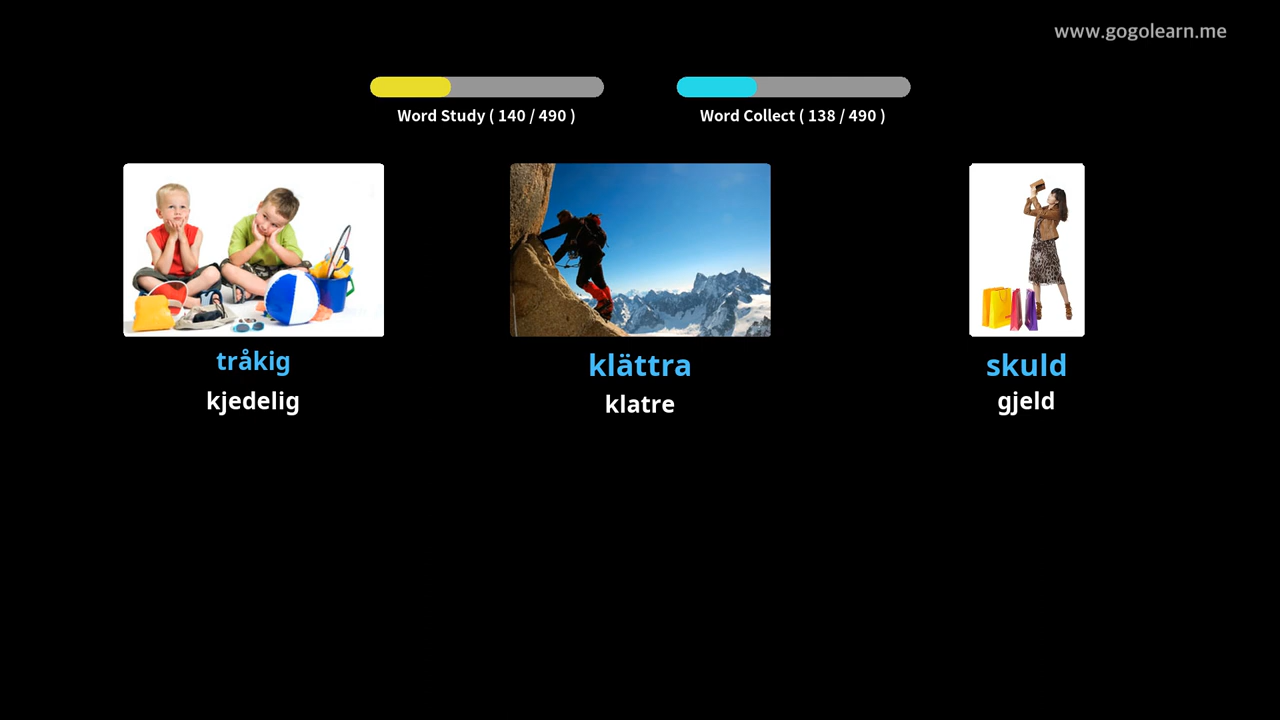 www.gogolearn.me
Word Study ( 140 / 490 )
Word Collect ( 138 / 490 )
tråkig
kjedelig
klättra
klatre
skuld
gjeld